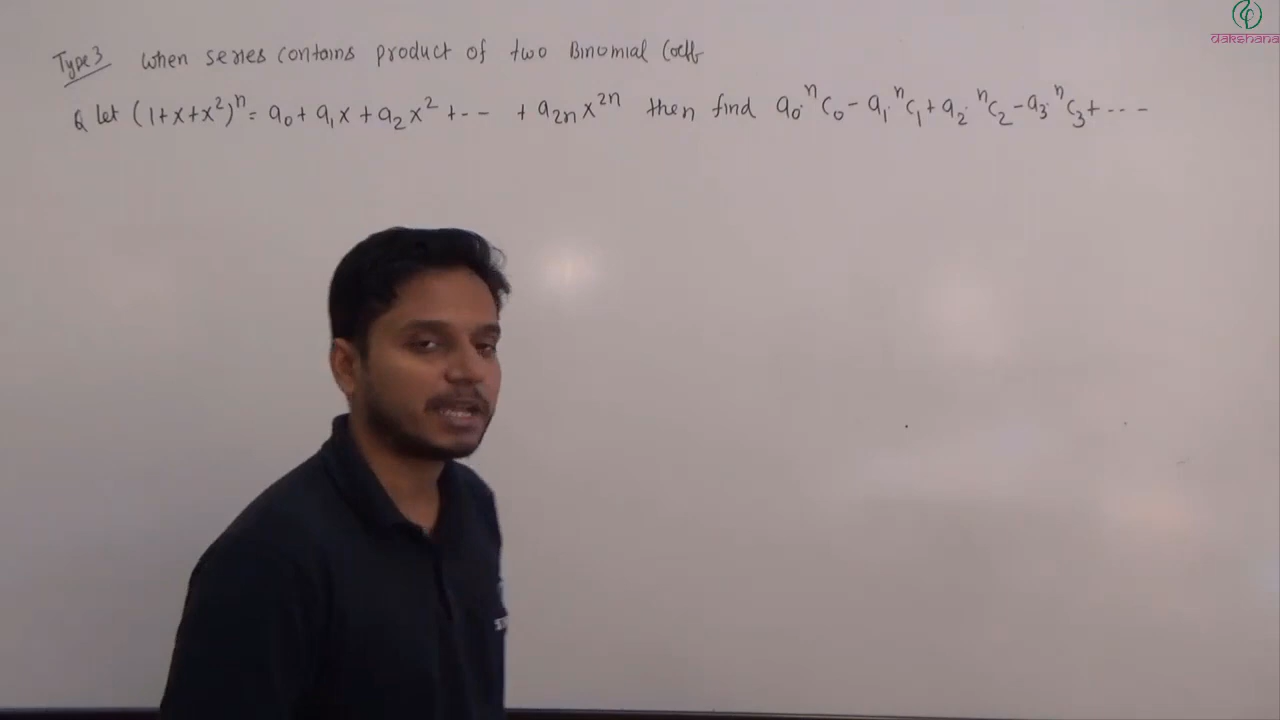 dakshana
Type 3 When series contains product of two Binomial Coeff
Q let (1+x+x²)ⁿ = a₀ + a₁x + a₂x² + -- + a₂ₙx²ⁿ then find a₀.ⁿC₀ - a₁.ⁿC₁ + a₂.ⁿC₂ - a₃.ⁿC₃ + ---